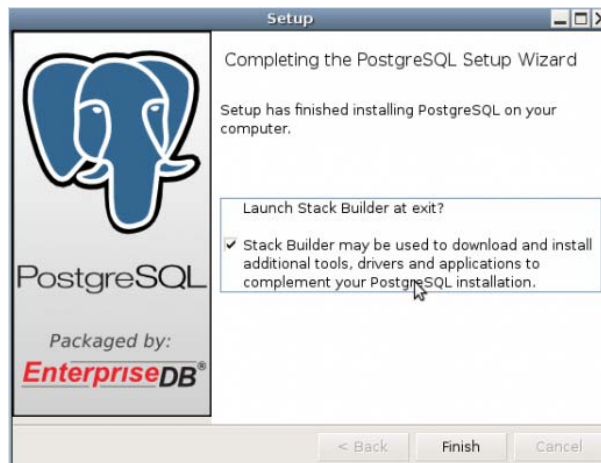 Setup
Completing the PostgreSQL Setup Wizard
Setup has finished installing PostgreSQL on your
computer.
Launch Stack Builder at exit?
Stack Builder may be used to download and install
additional tools, drivers and applications to
complement your PostgreSQL installation.
PostgreSQL
Packaged by:
EnterpriseDB®
< Back
Finish
Cancel